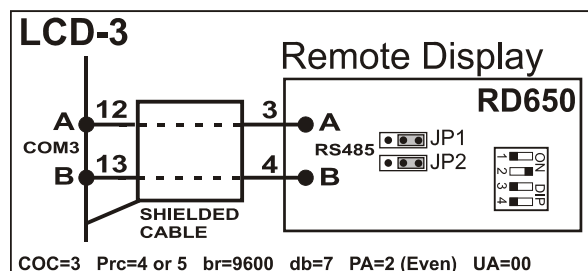 LCD-3
Remote Display
RD650
A 12 3 A
COM3 RS485
JP1
JP2
B 13 4 B
1 2 3 4
ON DIP
SHIELDED
CABLE
COC=3 Prc=4 or 5 br=9600 db=7 PA=2 (Even) UA=00